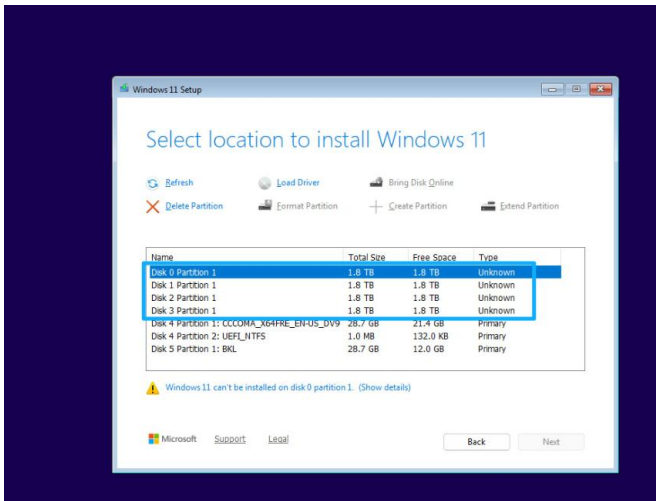 Windows 11 Setup
Select location to install Windows 11
Refresh Load Driver Bring Disk Online
Delete Partition Format Partition Create Partition Extend Partition
Name Total Size Free Space Type
Disk 0 Partition 1 1.8 TB 1.8 TB Unknown
Disk 1 Partition 1 1.8 TB 1.8 TB Unknown
Disk 2 Partition 1 1.8 TB 1.8 TB Unknown
Disk 3 Partition 1 1.8 TB 1.8 TB Unknown
Disk 4 Partition 1: CCCOMA_X64FRE_EN-US_DV9 28.7 GB 21.4 GB Primary
Disk 4 Partition 2: UEFI_NTFS 1.0 MB 132.0 KB Primary
Disk 5 Partition 1: BKL 28.7 GB 12.0 GB Primary
Windows 11 can't be installed on disk 0 partition 1. (Show details)
Microsoft Support Legal Back Next